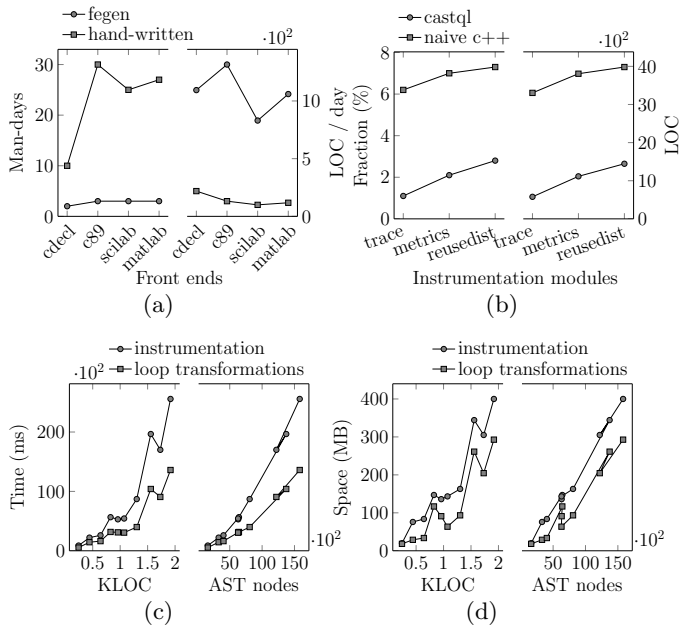 fegen
hand-written
·10²
30
20
10
0
Man-days
10
5
0
LOC / day
cdecl
c89
scilab
matlab
cdecl
c89
scilab
matlab
Front ends
(a)
castql
naive c++
·10²
8
6
4
2
0
Fraction (%)
40
30
20
10
0
LOC
trace
metrics
reusedist
trace
metrics
reusedist
Instrumentation modules
(b)
instrumentation
loop transformations
·10²
200
100
0
Time (ms)
0.5 1 1.5 2
KLOC
50 100 150
·10²
AST nodes
(c)
instrumentation
loop transformations
400
300
200
100
0
Space (MB)
0.5 1 1.5 2
KLOC
50 100 150
·10²
AST nodes
(d)